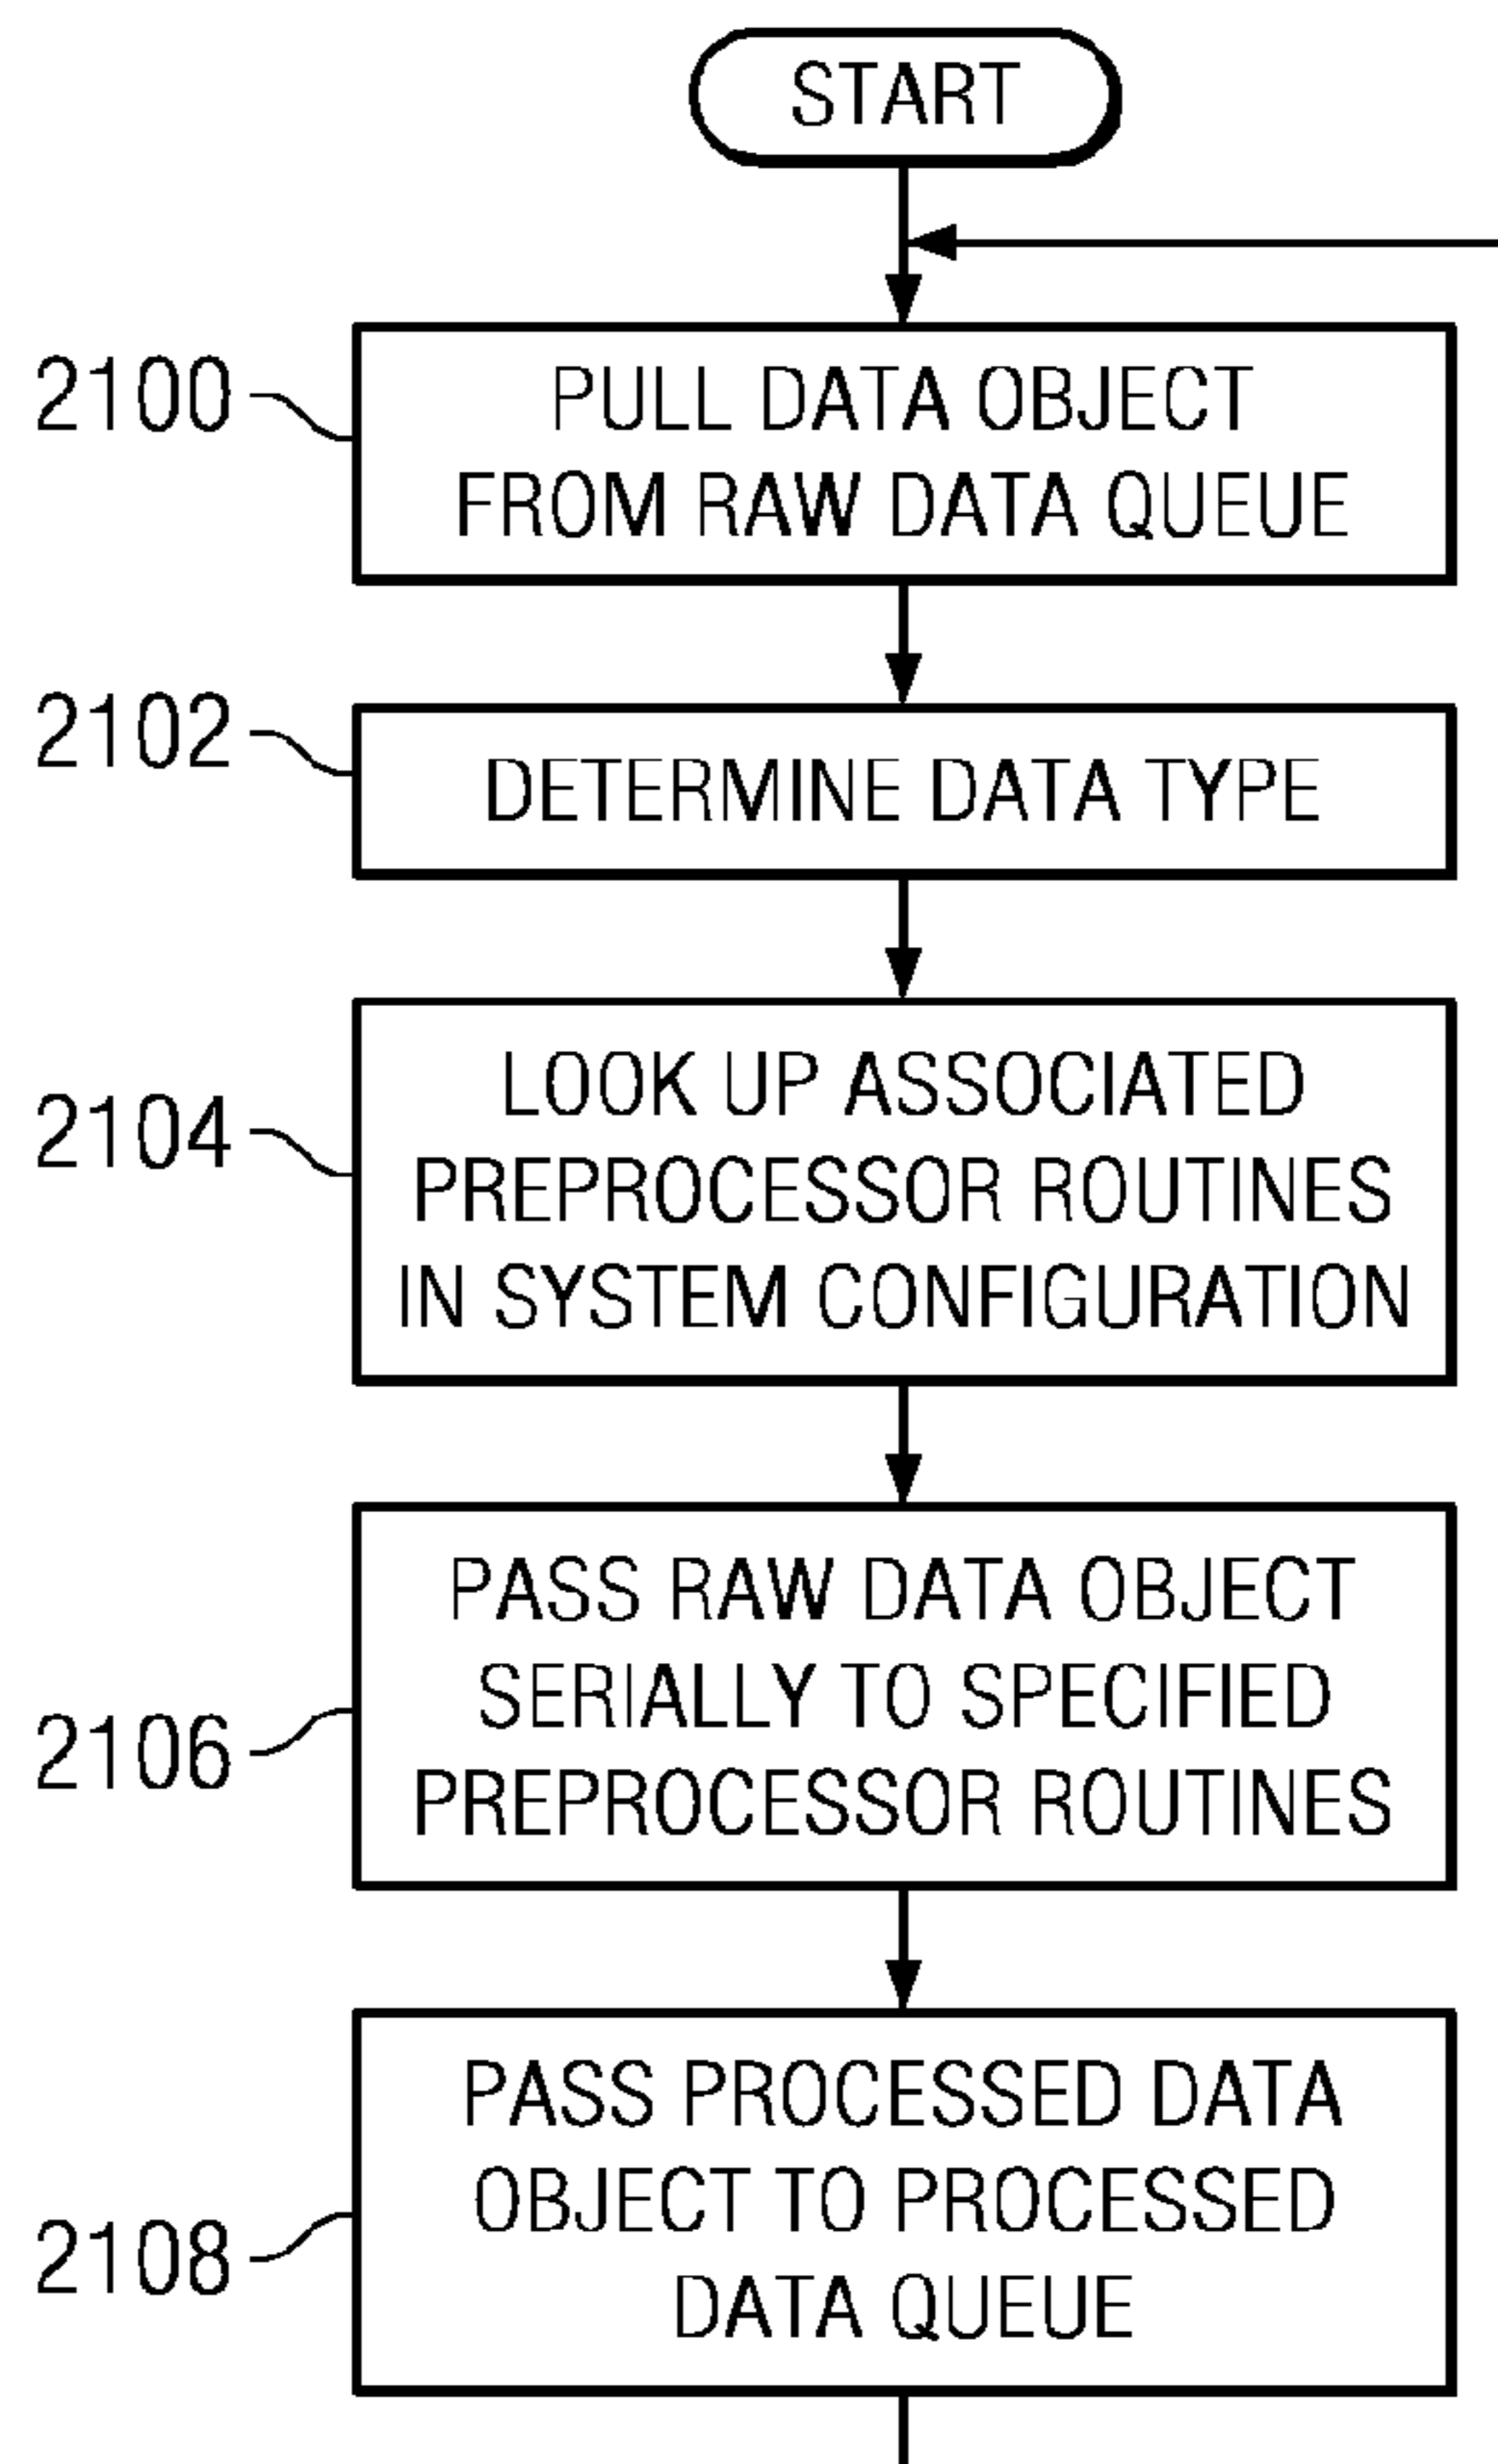 START
2100
PULL DATA OBJECT
FROM RAW DATA QUEUE
2102
DETERMINE DATA TYPE
2104
LOOK UP ASSOCIATED
PREPROCESSOR ROUTINES
IN SYSTEM CONFIGURATION
2106
PASS RAW DATA OBJECT
SERIALLY TO SPECIFIED
PREPROCESSOR ROUTINES
2108
PASS PROCESSED DATA
OBJECT TO PROCESSED
DATA QUEUE